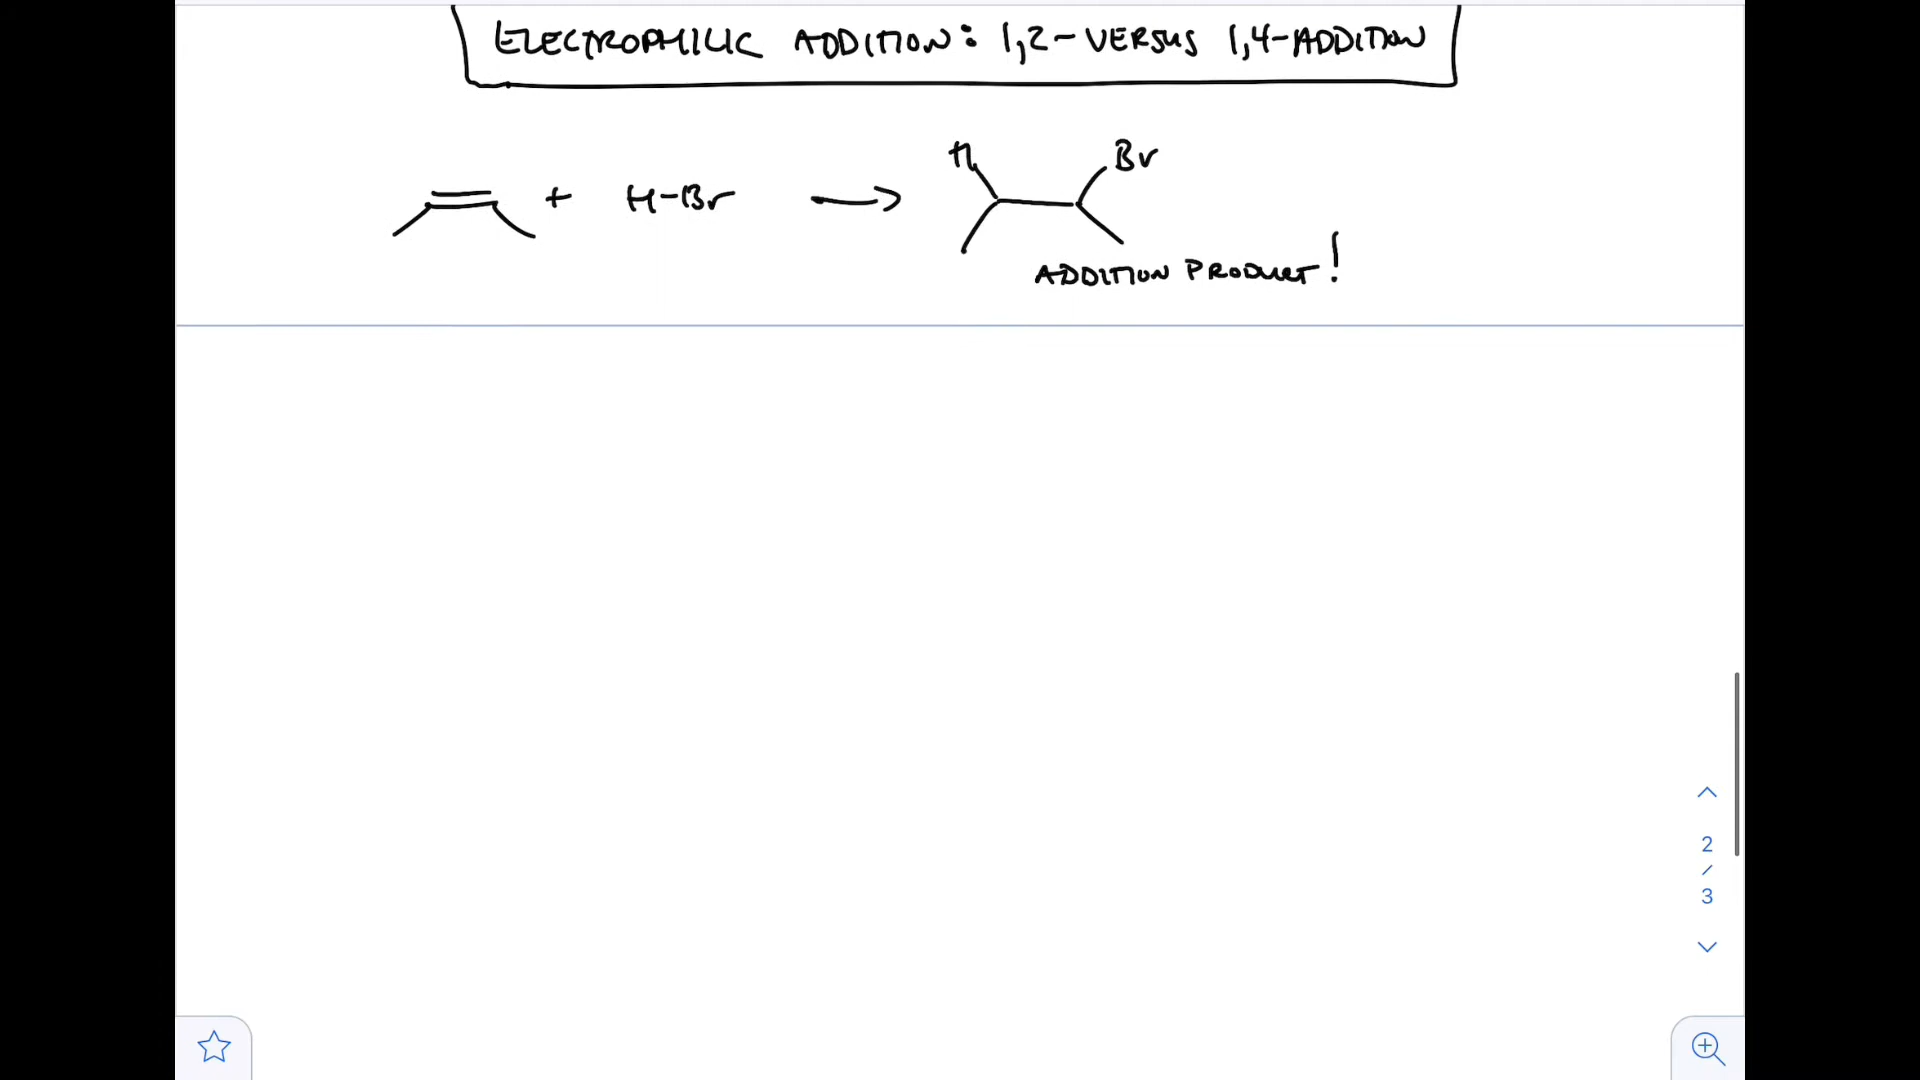 ELECTROPHILIC ADDITION: 1,2-VERSUS 1,4-ADDITION
H Br
+ H-Br
ADDITION PRODUCT!
2
/
3